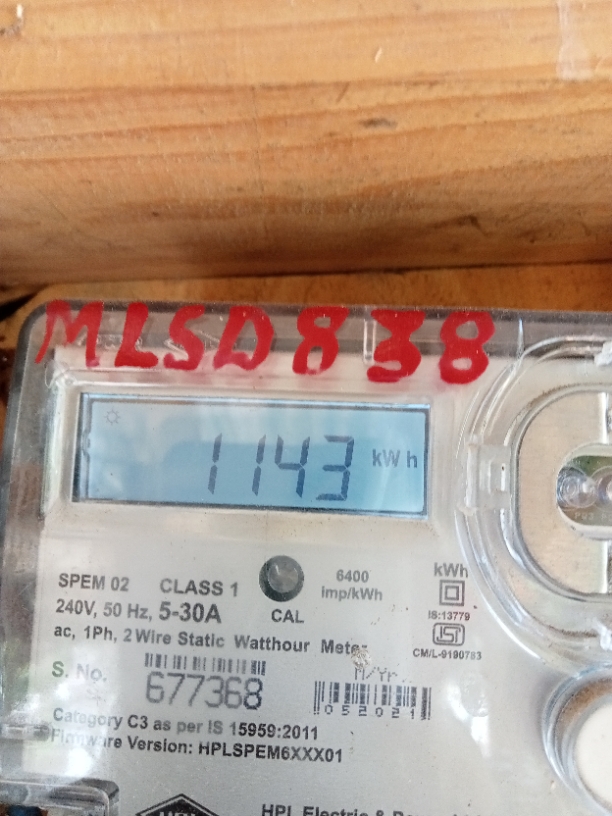 MLSD838
1143 kWh
SPEM 02 CLASS 1
240V, 50 Hz, 5-30A
ac, 1Ph, 2 Wire Static Watthour Meter
CAL
6400
imp/kWh
kWh
IS:13779
ISI
CM/L-9190783
S. No.
677368
M/Yr
052021
Category C3 as per IS 15959:2011
Firmware Version: HPLSPEM6XXX01
HPL Electric &